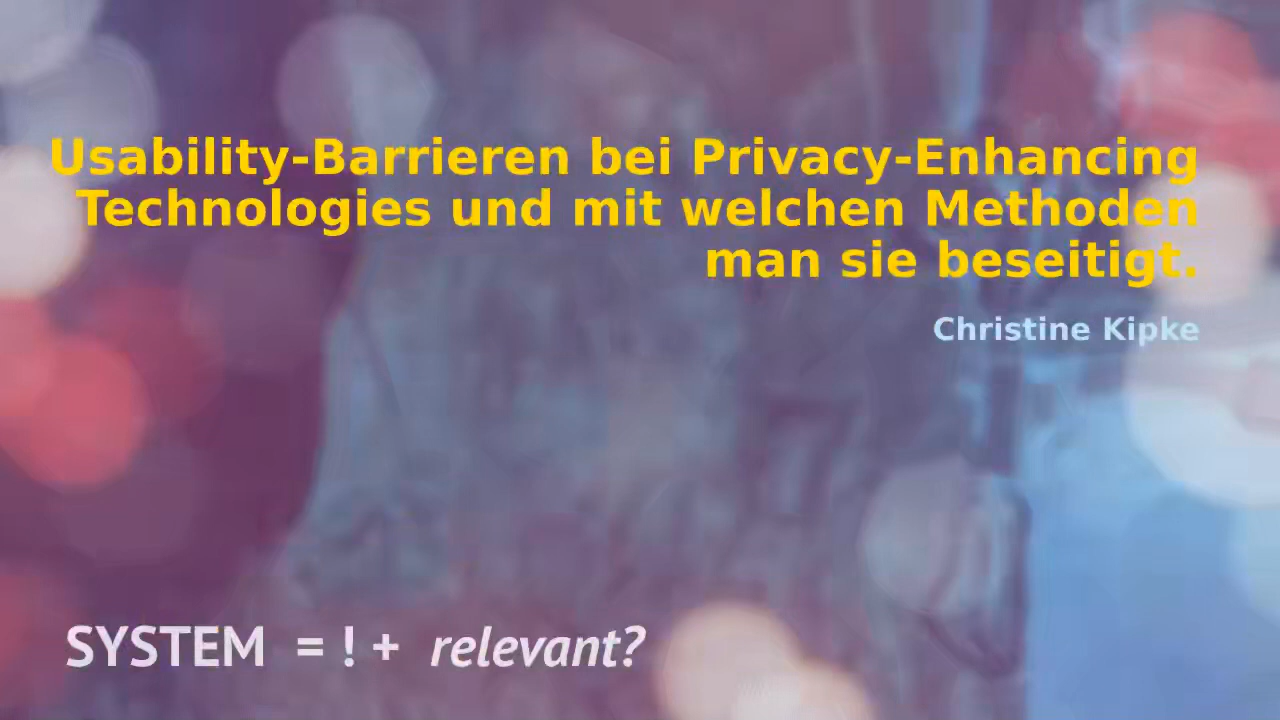 Usability-Barrieren bei Privacy-Enhancing
Technologies und mit welchen Methoden
man sie beseitigt.
Christine Kipke
SYSTEM = ! + relevant?